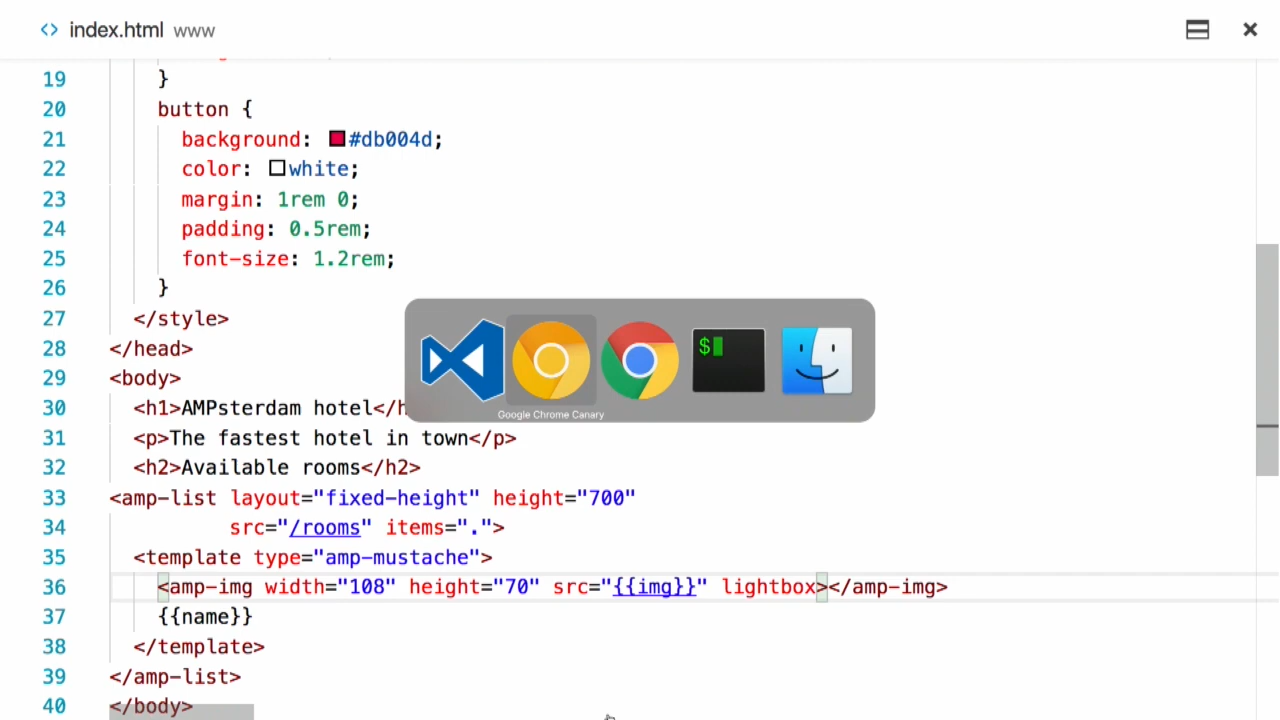 <> index.html www
19 }
20 button {
21 background: #db004d;
22 color: white;
23 margin: 1rem 0;
24 padding: 0.5rem;
25 font-size: 1.2rem;
26 }
27 </style>
28 </head>
29 <body>
$
Google Chrome Canary
30 <h1>AMPsterdam hotel</h
31 <p>The fastest hotel in town</p>
32 <h2>Available rooms</h2>
33 <amp-list layout="fixed-height" height="700"
34 src="/rooms" items=".">
35 <template type="amp-mustache">
36 <amp-img width="108" height="70" src="{{img}}" lightbox></amp-img>
37 {{name}}
38 </template>
39 </amp-list>
40 </body>